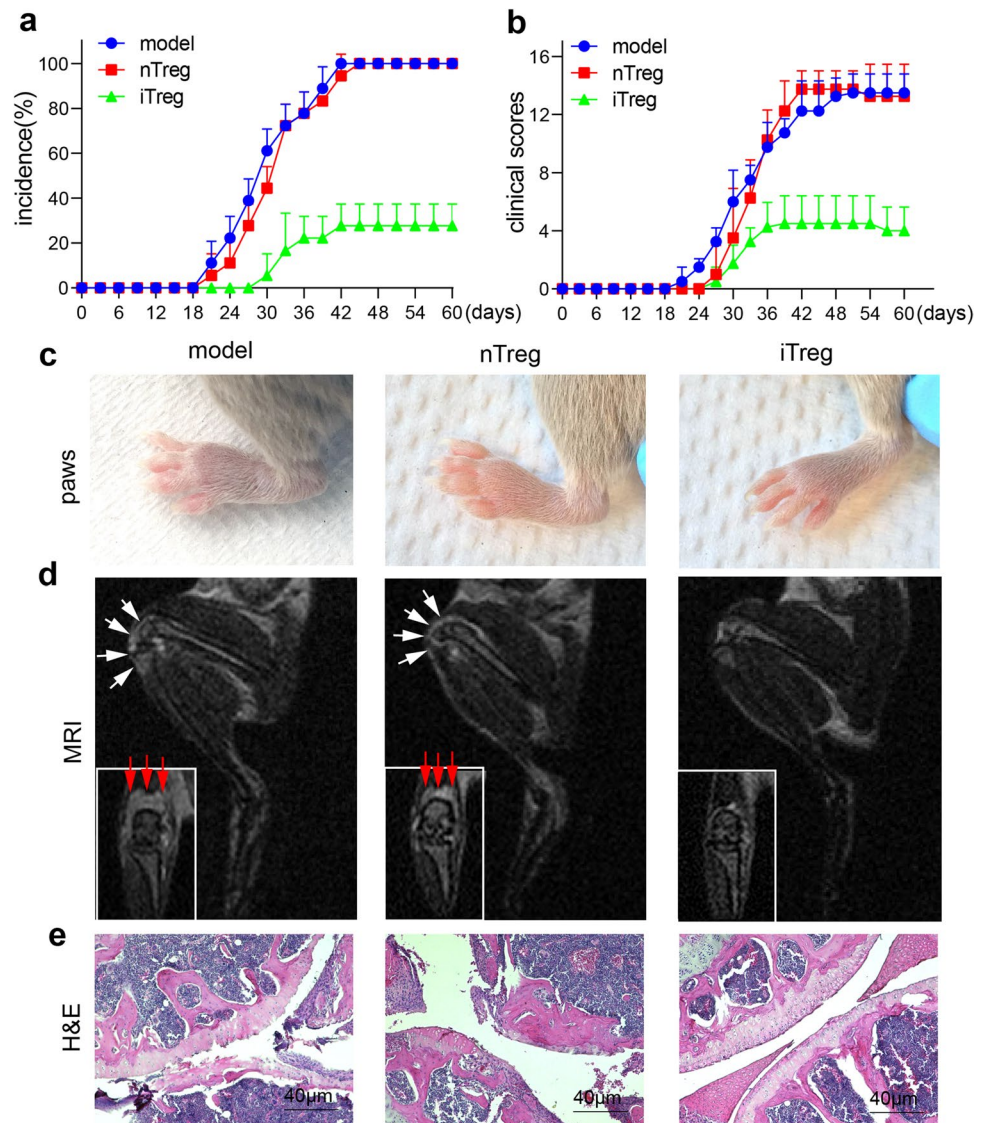 a
model
nTreg
iTreg
incidence(%)
100
80
60
40
20
0
0 6 12 18 24 30 36 42 48 54 60 (days)
b
model
nTreg
iTreg
clinical scores
16
12
8
4
0
0 6 12 18 24 30 36 42 48 54 60 (days)
c
model nTreg iTreg
paws
d
MRI
e
H&E
40μm 40μm 40μm